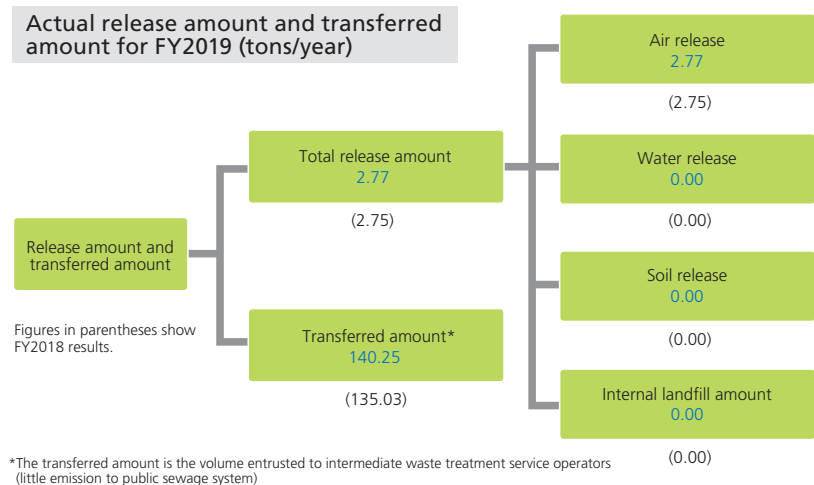 Actual release amount and transferred
amount for FY2019 (tons/year)
Release amount and
transferred amount
Figures in parentheses show
FY2018 results.
Total release amount
2.77
(2.75)
Transferred amount*
140.25
(135.03)
Air release
2.77
(2.75)
Water release
0.00
(0.00)
Soil release
0.00
(0.00)
Internal landfill amount
0.00
(0.00)
*The transferred amount is the volume entrusted to intermediate waste treatment service operators
(little emission to public sewage system)